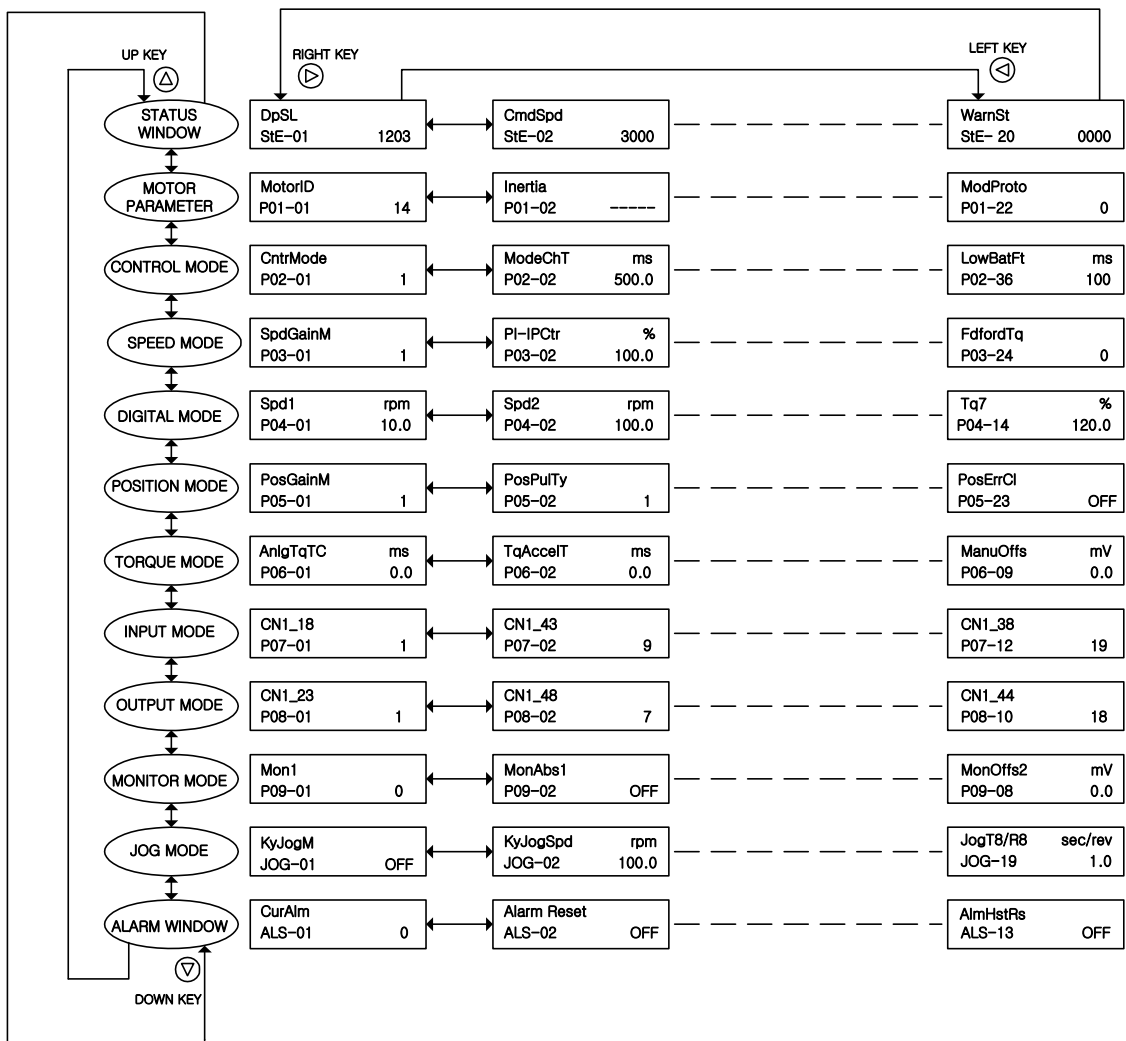 UP KEY
RIGHT KEY
LEFT KEY
STATUS
WINDOW
DpSL
StE-01 1203
CmdSpd
StE-02 3000
WarnSt
StE- 20 0000
MOTOR
PARAMETER
MotorID
P01-01 14
Inertia
P01-02 -----
ModProto
P01-22 0
CONTROL MODE
CntrMode
P02-01 1
ModeChT ms
P02-02 500.0
LowBatFt ms
P02-36 100
SPEED MODE
SpdGainM
P03-01 1
PI-IPCtr %
P03-02 100.0
FdfordTq
P03-24 0
DIGITAL MODE
Spd1 rpm
P04-01 10.0
Spd2 rpm
P04-02 100.0
Tq7 %
P04-14 120.0
POSITION MODE
PosGainM
P05-01 1
PosPulTy
P05-02 1
PosErrCl
P05-23 OFF
TORQUE MODE
AnlgTqTC ms
P06-01 0.0
TqAccelT ms
P06-02 0.0
ManuOffs mV
P06-09 0.0
INPUT MODE
CN1_18
P07-01 1
CN1_43
P07-02 9
CN1_38
P07-12 19
OUTPUT MODE
CN1_23
P08-01 1
CN1_48
P08-02 7
CN1_44
P08-10 18
MONITOR MODE
Mon1
P09-01 0
MonAbs1
P09-02 OFF
MonOffs2 mV
P09-08 0.0
JOG MODE
KyJogM
JOG-01 OFF
KyJogSpd rpm
JOG-02 100.0
JogT8/R8 sec/rev
JOG-19 1.0
ALARM WINDOW
CurAlm
ALS-01 0
Alarm Reset
ALS-02 OFF
AlmHstRs
ALS-13 OFF
DOWN KEY